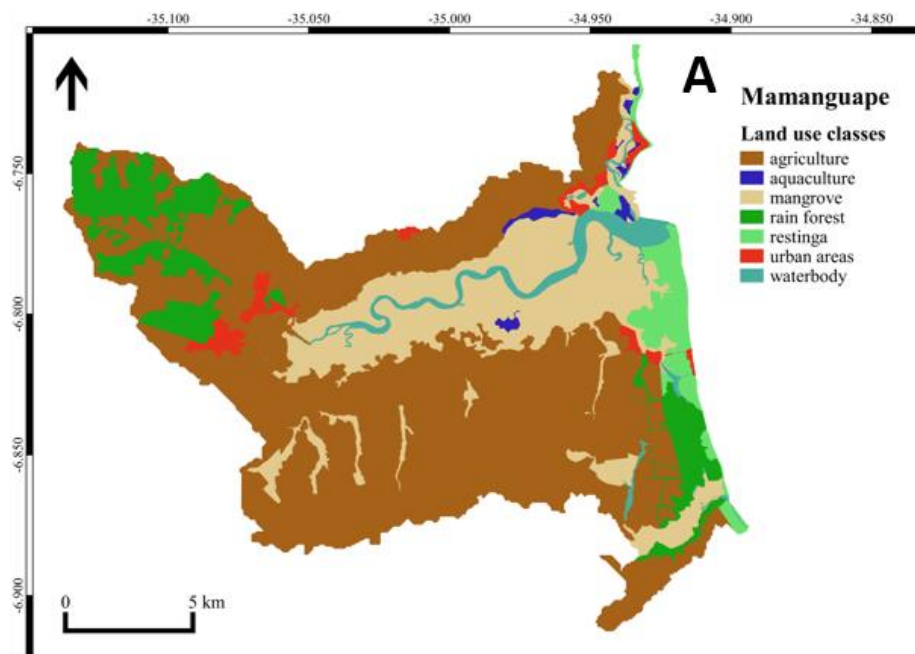 -35.100 -35.050 -35.000 -34.950 -34.900 -34.850
A
Mamanguape
Land use classes
agriculture
aquaculture
mangrove
rain forest
restinga
urban areas
waterbody
-6.750
-6.800
-6.850
-6.900
0 5 km